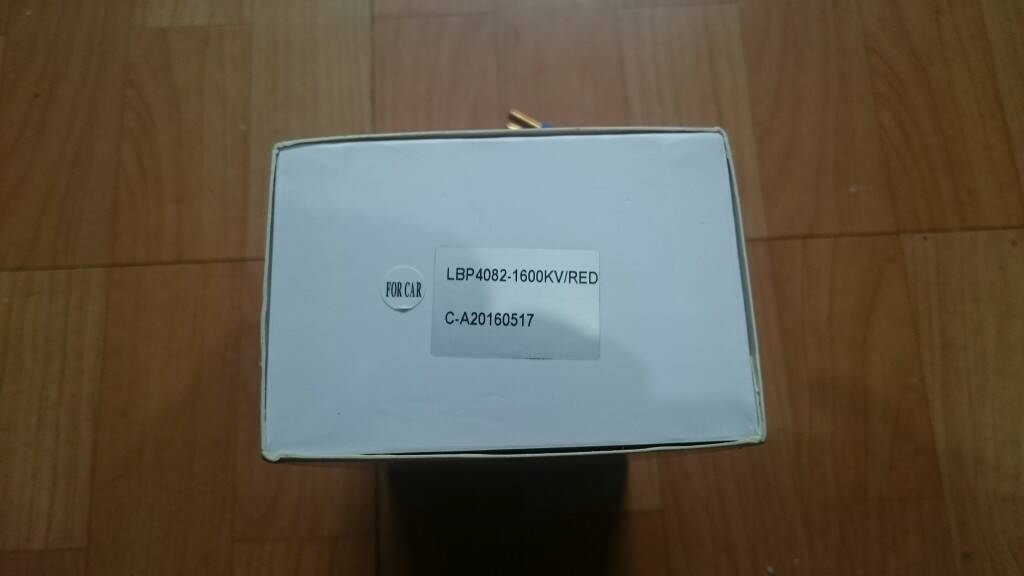 FOR CAR
LBP4082-1600KV/RED
C-A20160517